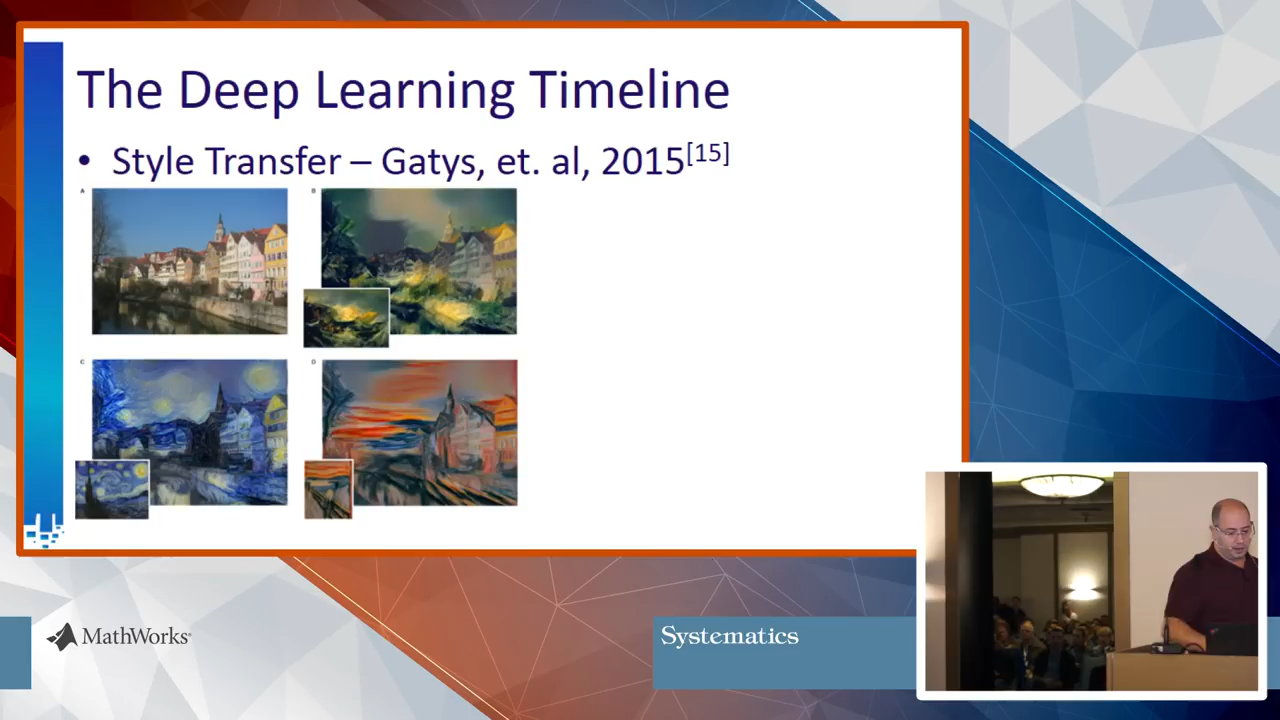 The Deep Learning Timeline
• Style Transfer – Gatys, et. al, 2015[15]
A
B
C
D
MathWorks®
Systematics